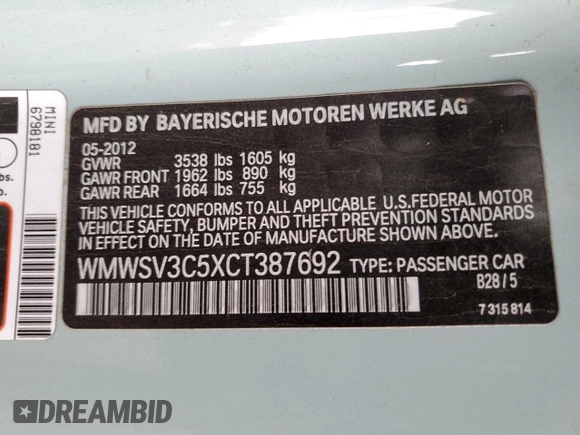 MINI
6798181
lbs.
b.
MFD BY BAYERISCHE MOTOREN WERKE AG
05-2012
GVWR 3538 lbs 1605 kg
GAWR FRONT 1962 lbs 890 kg
GAWR REAR 1664 lbs 755 kg
THIS VEHICLE CONFORMS TO ALL APPLICABLE U.S.FEDERAL MOTOR
VEHICLE SAFETY, BUMPER AND THEFT PREVENTION STANDARDS
IN EFFECT ON THE DATE OF MANUFACTURE SHOWN ABOVE.
WMWSV3C5XCT387692 TYPE: PASSENGER CAR
B28/5
7315814
DREAMBID